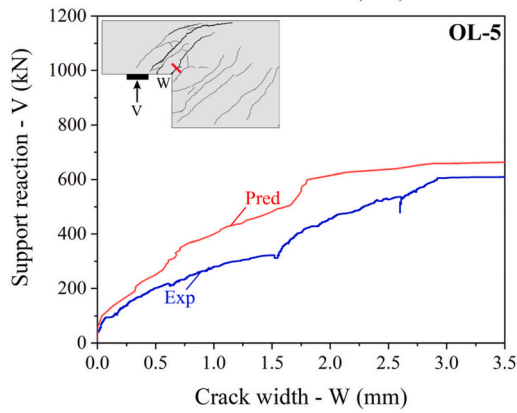 OL-5
1200
1000
800
600
400
200
0
Support reaction - V (kN)
W
V
Pred
Exp
0.0 0.5 1.0 1.5 2.0 2.5 3.0 3.5
Crack width - W (mm)